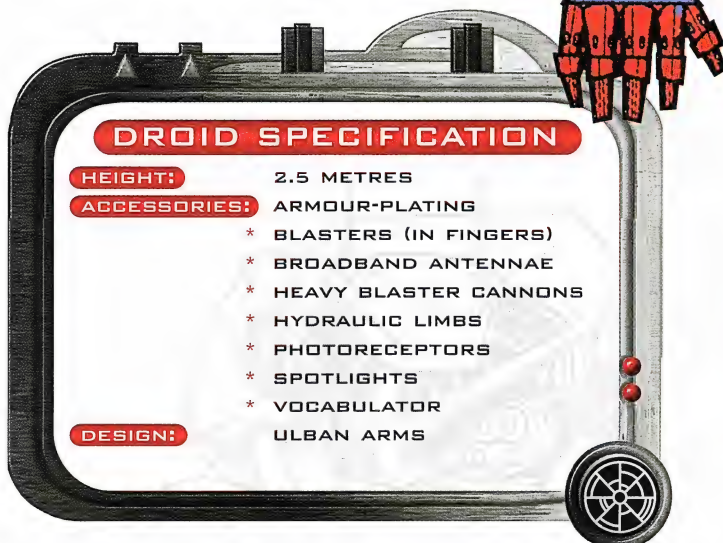 DROID SPECIFICATION
HEIGHT: 2.5 METRES
ACCESSORIES: ARMOUR-PLATING
* BLASTERS (IN FINGERS)
* BROADBAND ANTENNAE
* HEAVY BLASTER CANNONS
* HYDRAULIC LIMBS
* PHOTORECEPTORS
* SPOTLIGHTS
* VOCABULATOR
DESIGN: ULBAN ARMS